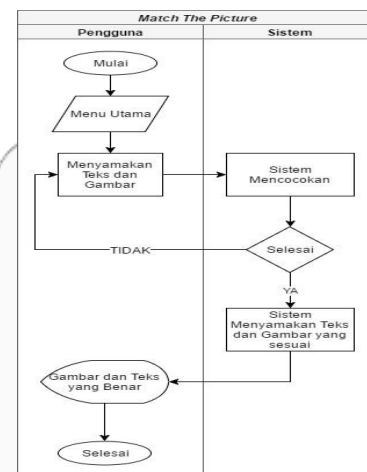 Match The Picture
Pengguna
Sistem
Mulai
Menu Utama
Menyamakan
Teks dan
Gambar
Sistem
Mencocokan
Selesai
TIDAK
YA
Sistem
Menyamakan Teks
dan Gambar yang
sesuai
Gambar dan Teks
yang Benar
Selesai